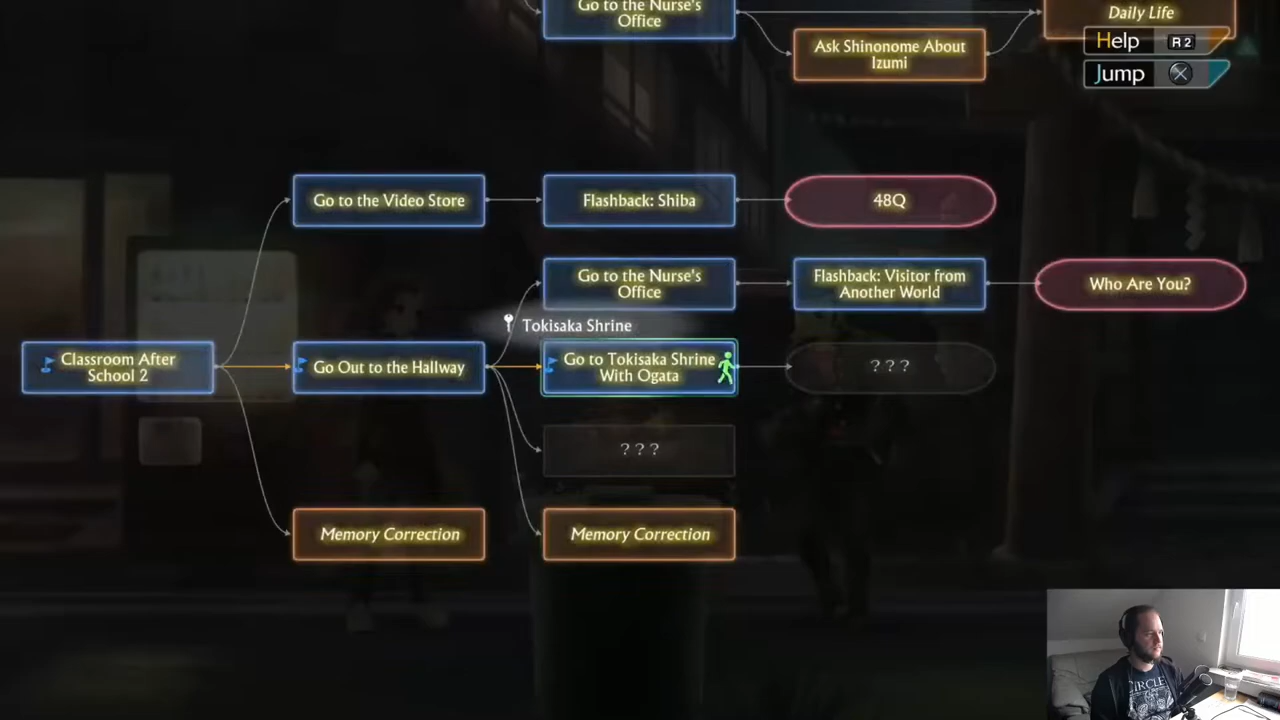 Go to the Nurse's
Office
Daily Life
Help R2
Ask Shinonome About
Izumi
Jump
Go to the Video Store
Flashback: Shiba
48Q
Go to the Nurse's
Office
Flashback: Visitor from
Another World
Who Are You?
Tokisaka Shrine
Classroom After
School 2
Go Out to the Hallway
Go to Tokisaka Shrine
With Ogata
? ? ?
? ? ?
Memory Correction
Memory Correction
CIRCLE